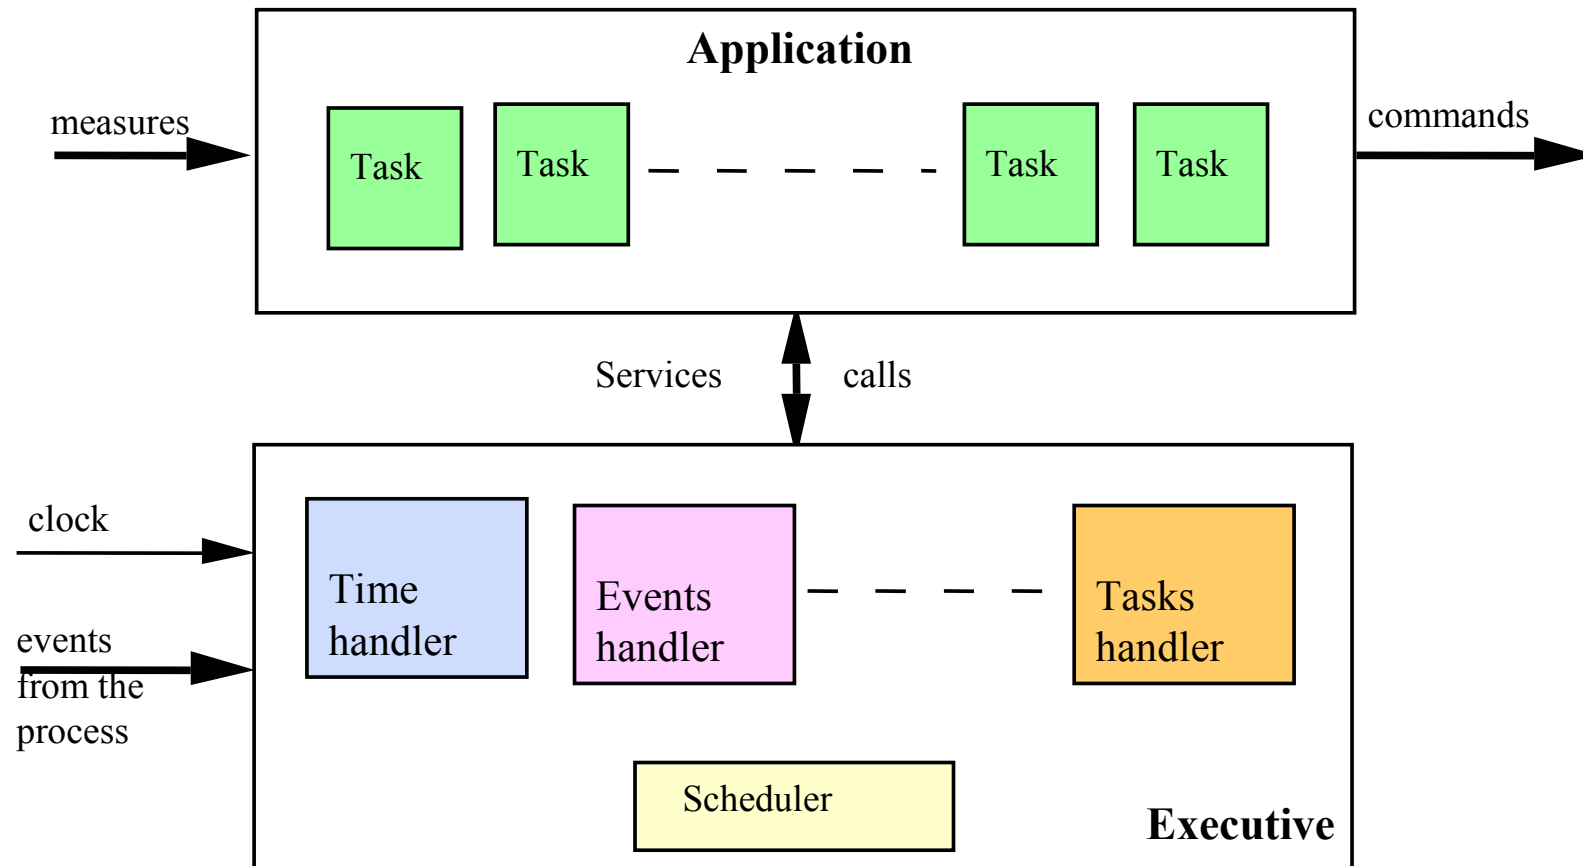 Application
measures
commands
Task
Task
Task
Task
Services calls
clock
Time
handler
Events
handler
Tasks
handler
events
from the
process
Scheduler
Executive